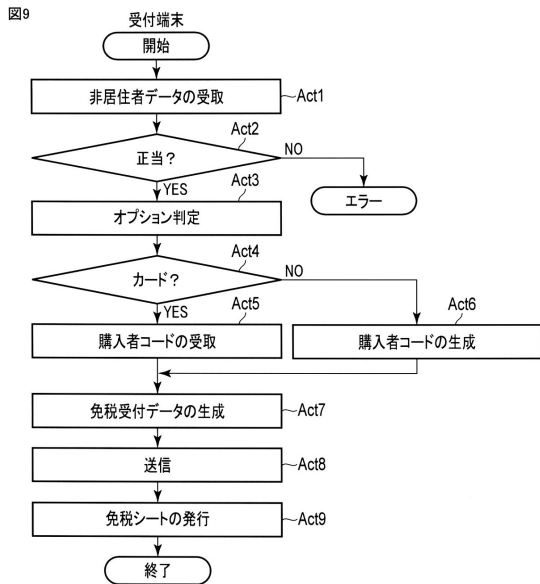 図9
受付端末
開始
非居住者データの受取
Act1
Act2
正当?
NO
YES
エラー
Act3
オプション判定
Act4
カード?
NO
YES
Act5
購入者コードの受取
Act6
購入者コードの生成
免税受付データの生成
Act7
送信
Act8
免税シートの発行
Act9
終了